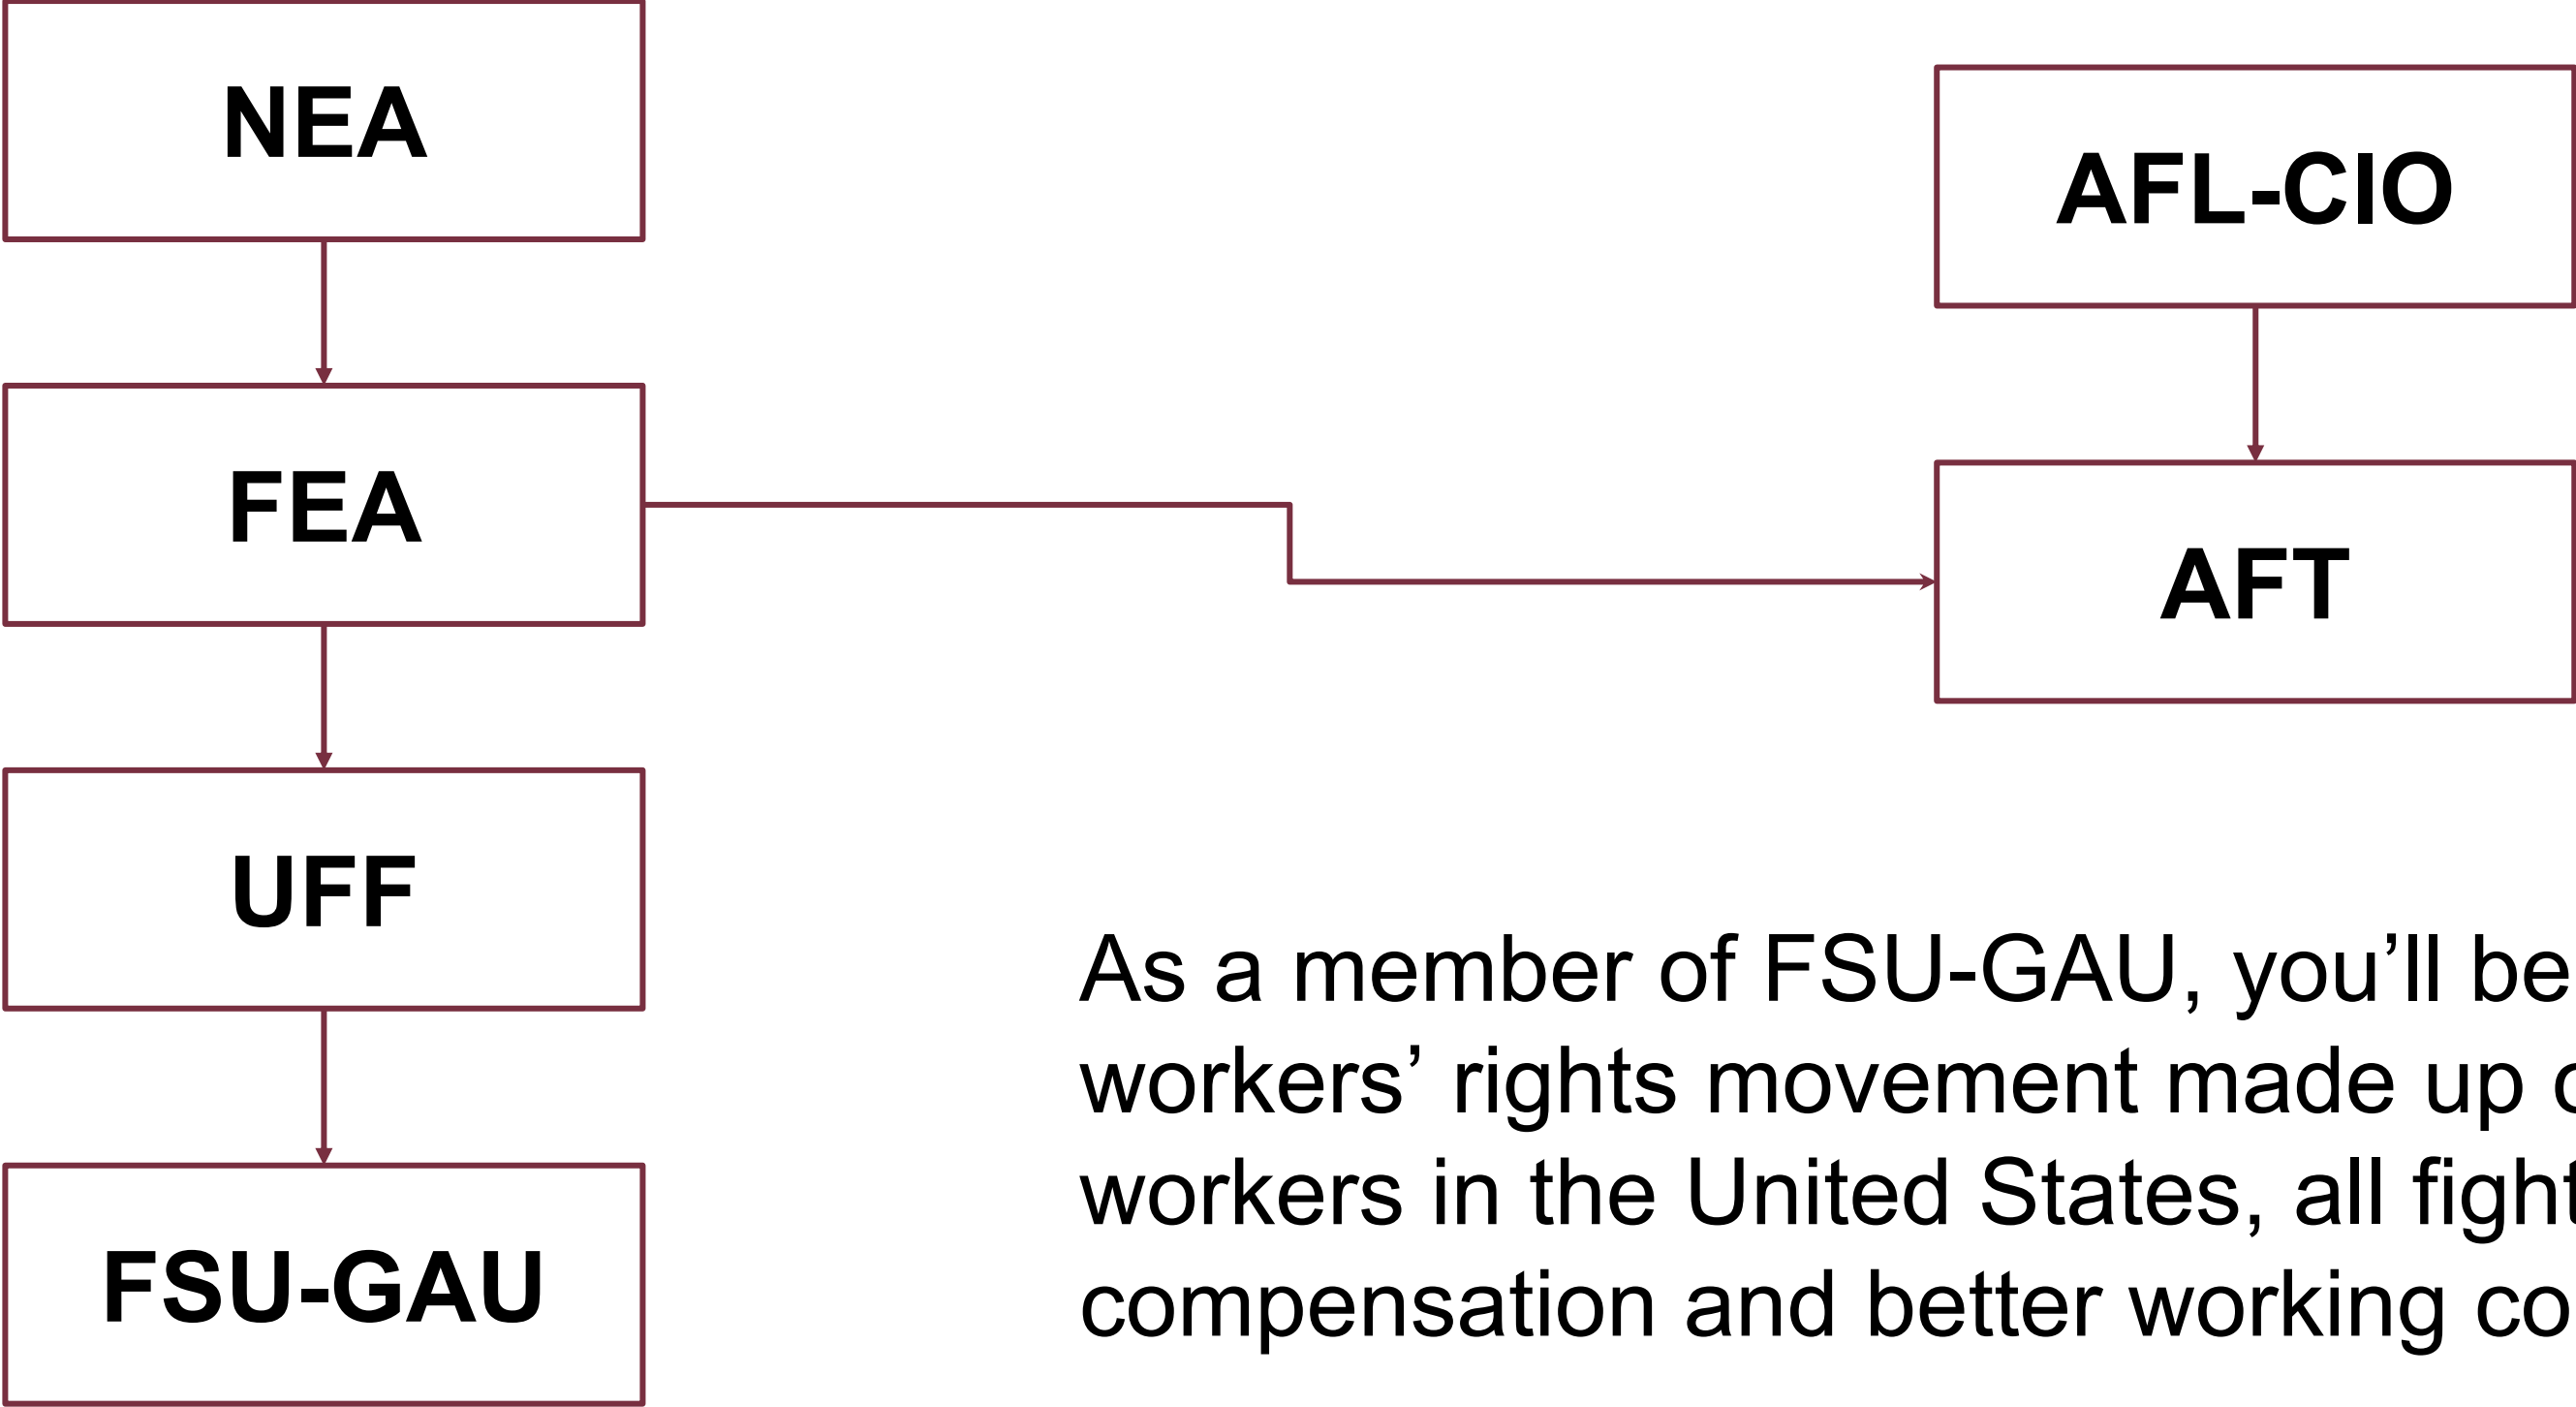 NEA
AFL-CIO
FEA
AFT
UFF
FSU-GAU
As a member of FSU-GAU, you’ll be
workers’ rights movement made up
workers in the United States, all
compensation and better working